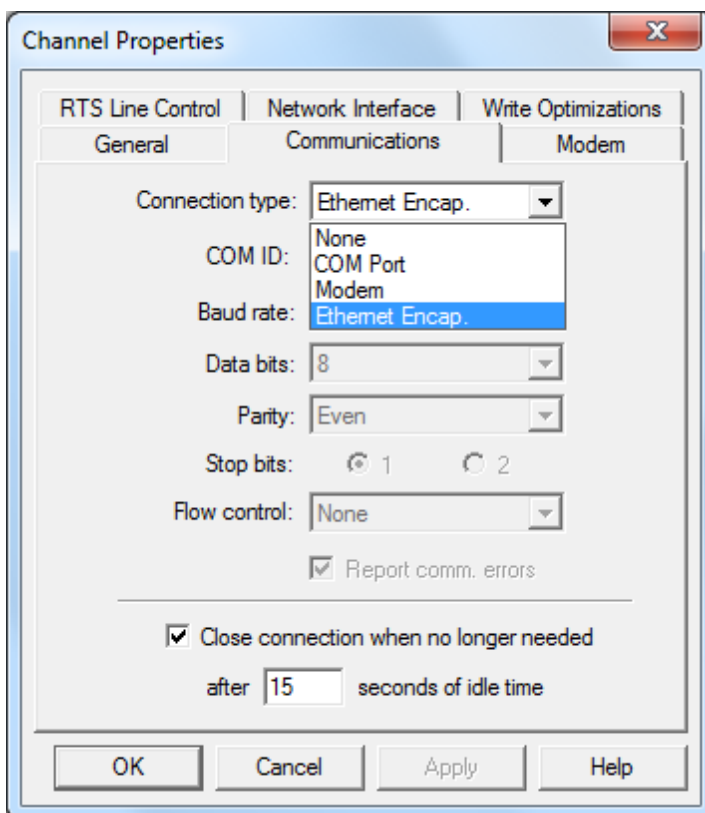 Channel Properties
RTS Line Control Network Interface Write Optimizations
General Communications Modem
Connection type: Ethernet Encap.
None
COM ID: COM Port
Modem
Baud rate: Ethernet Encap.
Data bits: 8
Parity: Even
Stop bits: 1 2
Flow control: None
Report comm. errors
Close connection when no longer needed
after 15 seconds of idle time
OK Cancel Apply Help